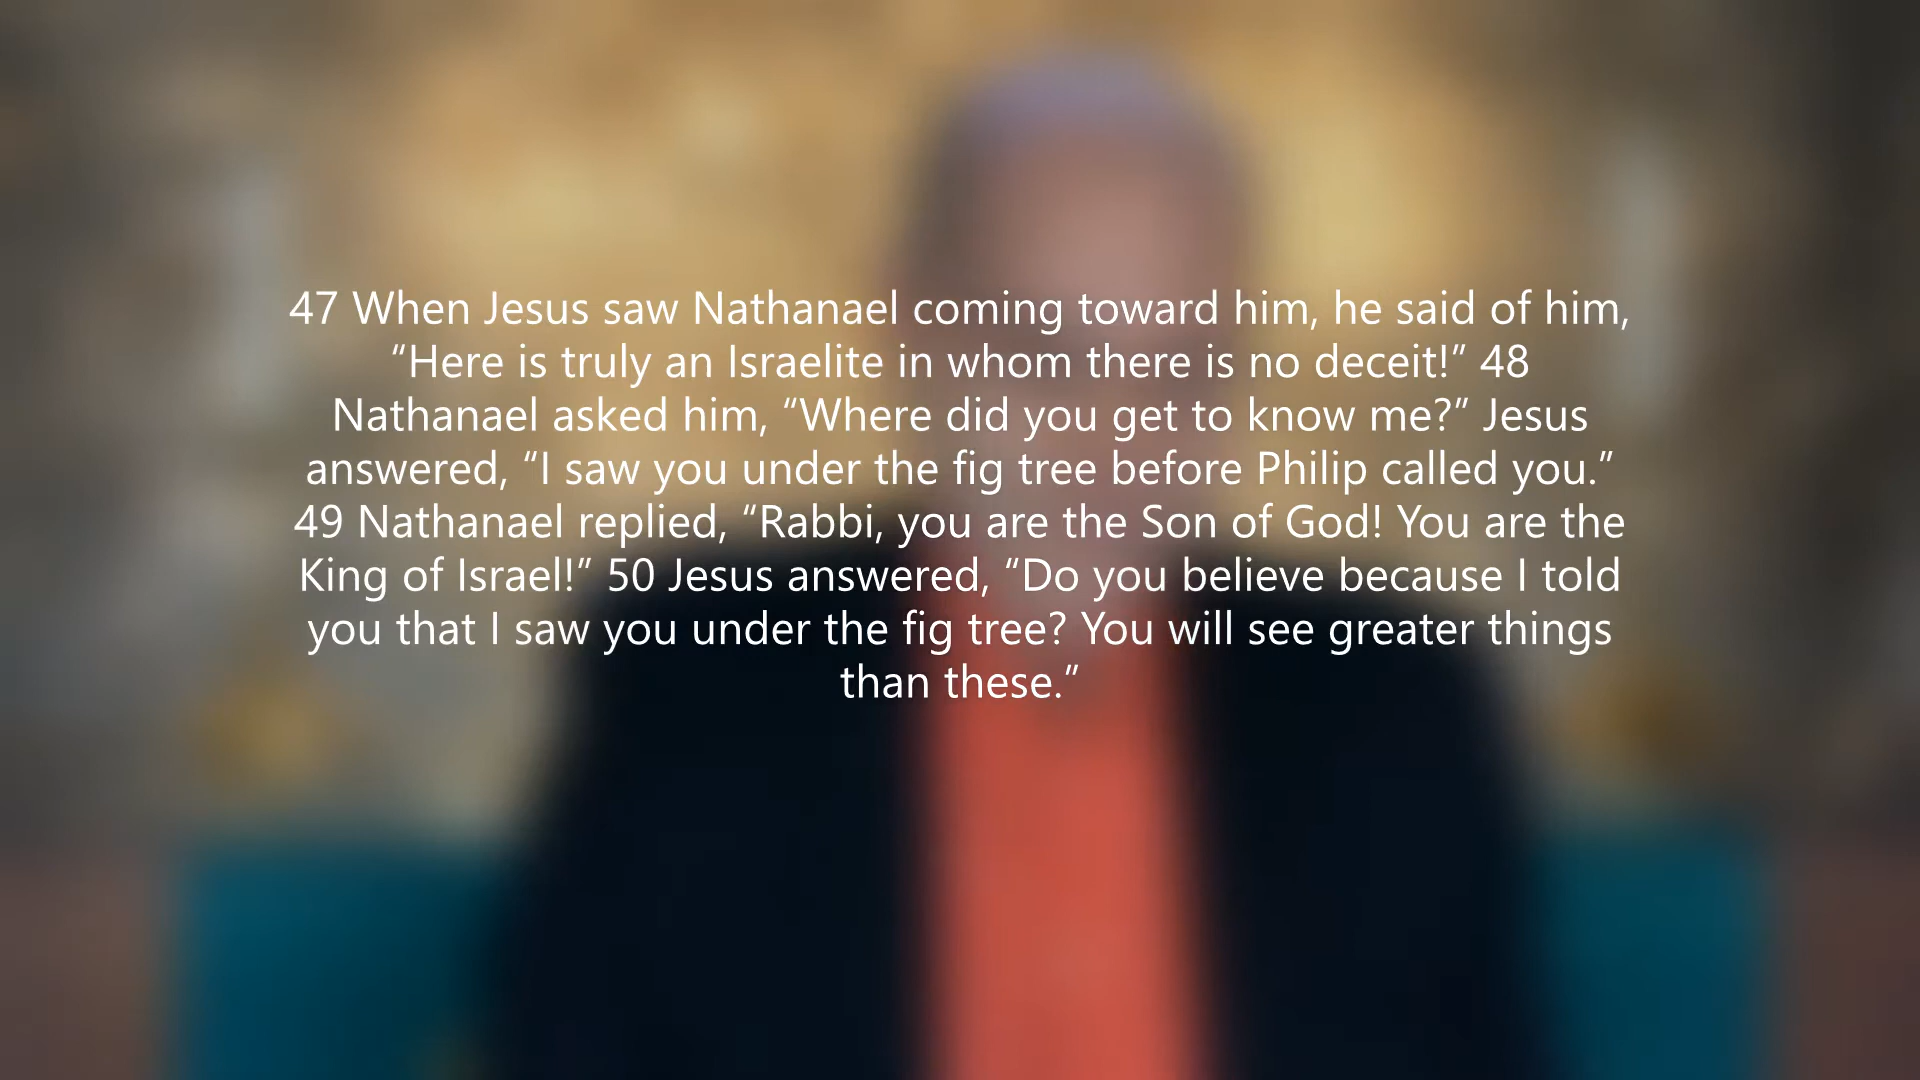 47 When Jesus saw Nathanael coming toward him, he said of him,
“Here is truly an Israelite in whom there is no deceit!” 48
Nathanael asked him, “Where did you get to know me?” Jesus
answered, “I saw you under the fig tree before Philip called you.”
49 Nathanael replied, “Rabbi, you are the Son of God! You are the
King of Israel!” 50 Jesus answered, “Do you believe because I told
you that I saw you under the fig tree? You will see greater things
than these.”